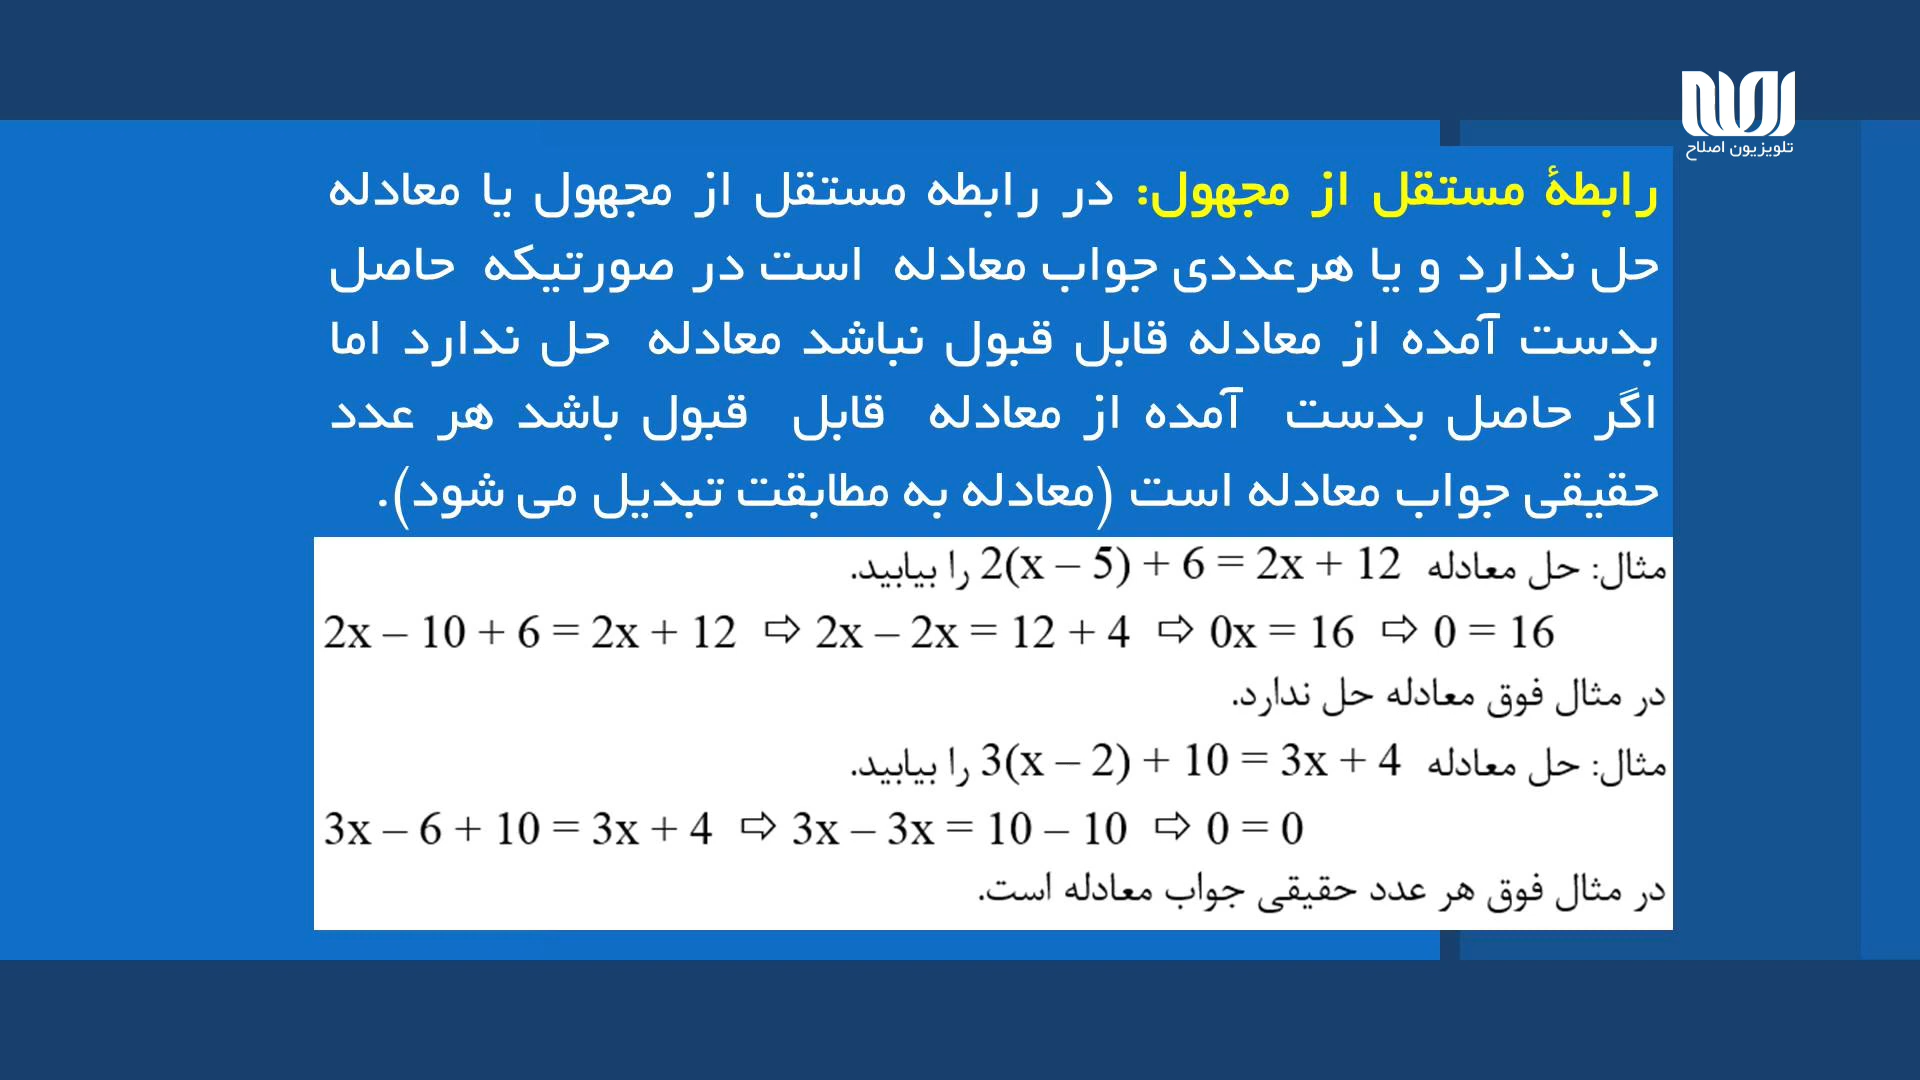 تلویزیون اصلاح
رابطۀ مستقل از مجهول: در رابطه مستقل از مجهول یا معادله
حل ندارد و یا هرعددی جواب معادله است در صورتیکه حاصل
بدست آمده از معادله قابل قبول نباشد معادله حل ندارد اما
اگر حاصل بدست آمده از معادله قابل قبول باشد هر عدد
حقیقی جواب معادله است (معادله به مطابقت تبدیل می شود).
مثال: حل معادله 2(x – 5) + 6 = 2x + 12 را بیابید.
2x – 10 + 6 = 2x + 12 ⇨ 2x – 2x = 12 + 4 ⇨ 0x = 16 ⇨ 0 = 16
در مثال فوق معادله حل ندارد.
مثال: حل معادله 3(x – 2) + 10 = 3x + 4 را بیابید.
3x – 6 + 10 = 3x + 4 ⇨ 3x – 3x = 10 – 10 ⇨ 0 = 0
در مثال فوق هر عدد حقیقی جواب معادله است.